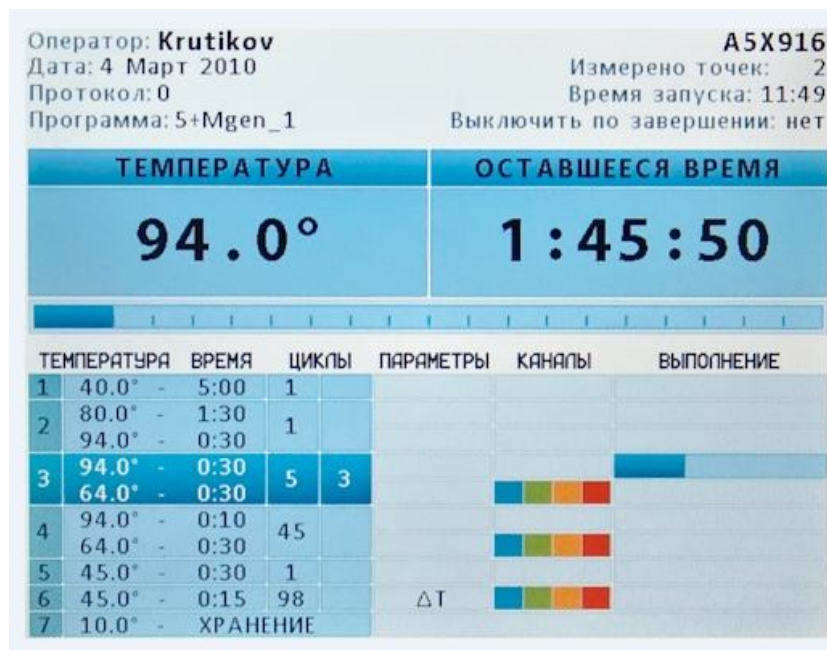 Оператор: Krutikov A5X916
Дата: 4 Март 2010 Измерено точек: 2
Протокол: 0 Время запуска: 11:49
Программа: 5+Mgen_1 Выключить по завершении: нет
ТЕМПЕРАТУРА ОСТАВШЕЕСЯ ВРЕМЯ
94.0° 1:45:50
ТЕМПЕРАТУРА ВРЕМЯ ЦИКЛЫ ПАРАМЕТРЫ КАНАЛЫ ВЫПОЛНЕНИЕ
1 40.0° - 5:00 1
2 80.0° - 1:30 1
94.0° - 0:30
3 94.0° - 0:30 5 3
64.0° - 0:30
4 94.0° - 0:10 45
64.0° - 0:30
5 45.0° - 0:30 1
6 45.0° - 0:15 98 △T
7 10.0° - ХРАНЕНИЕ